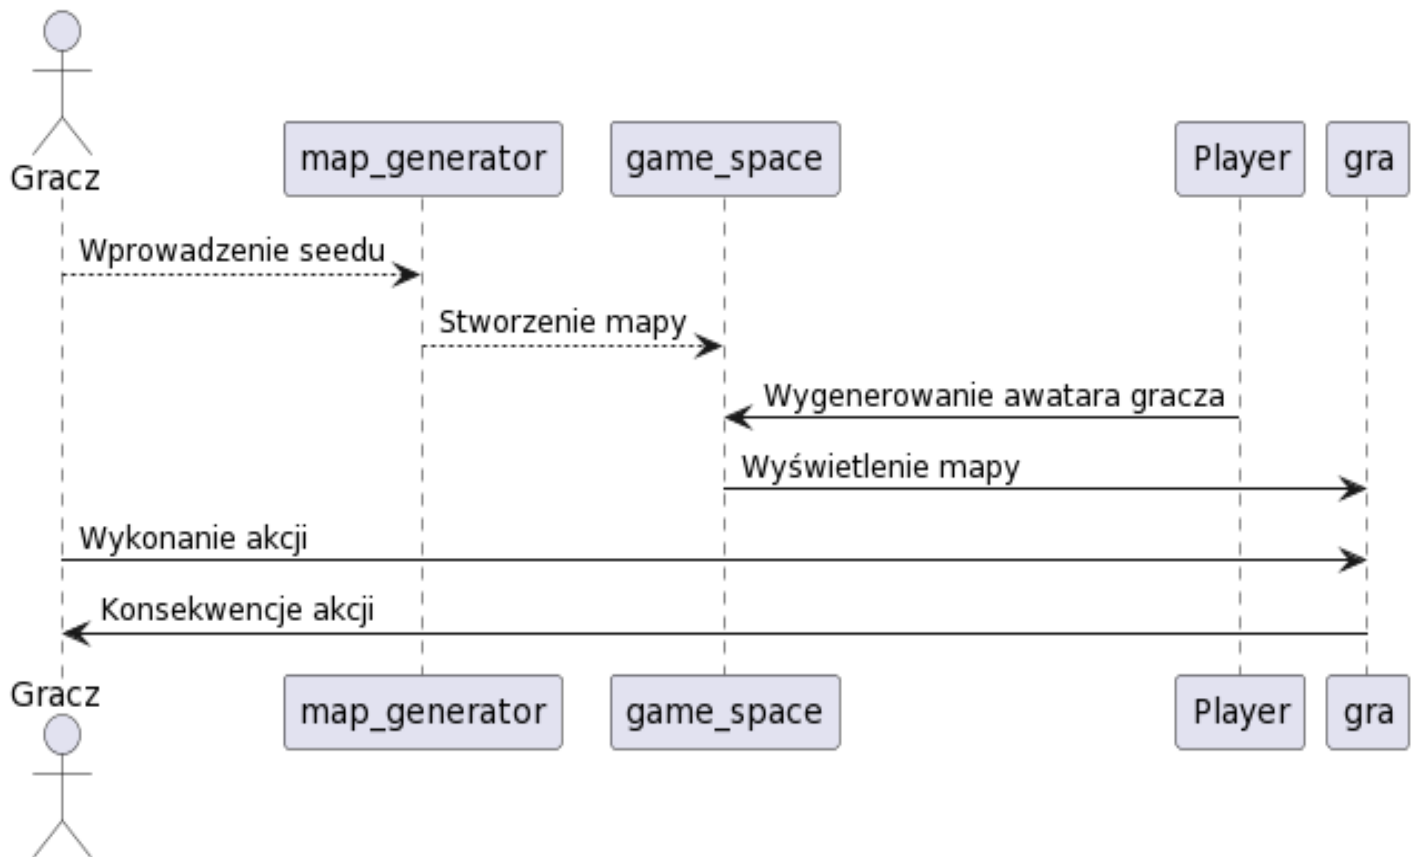 Gracz
map_generator
game_space
Player
gra
Wprowadzenie seedu
Stworzenie mapy
Wygenerowanie awatara gracza
Wyświetlenie mapy
Wykonanie akcji
Konsekwencje akcji
Gracz
map_generator
game_space
Player
gra